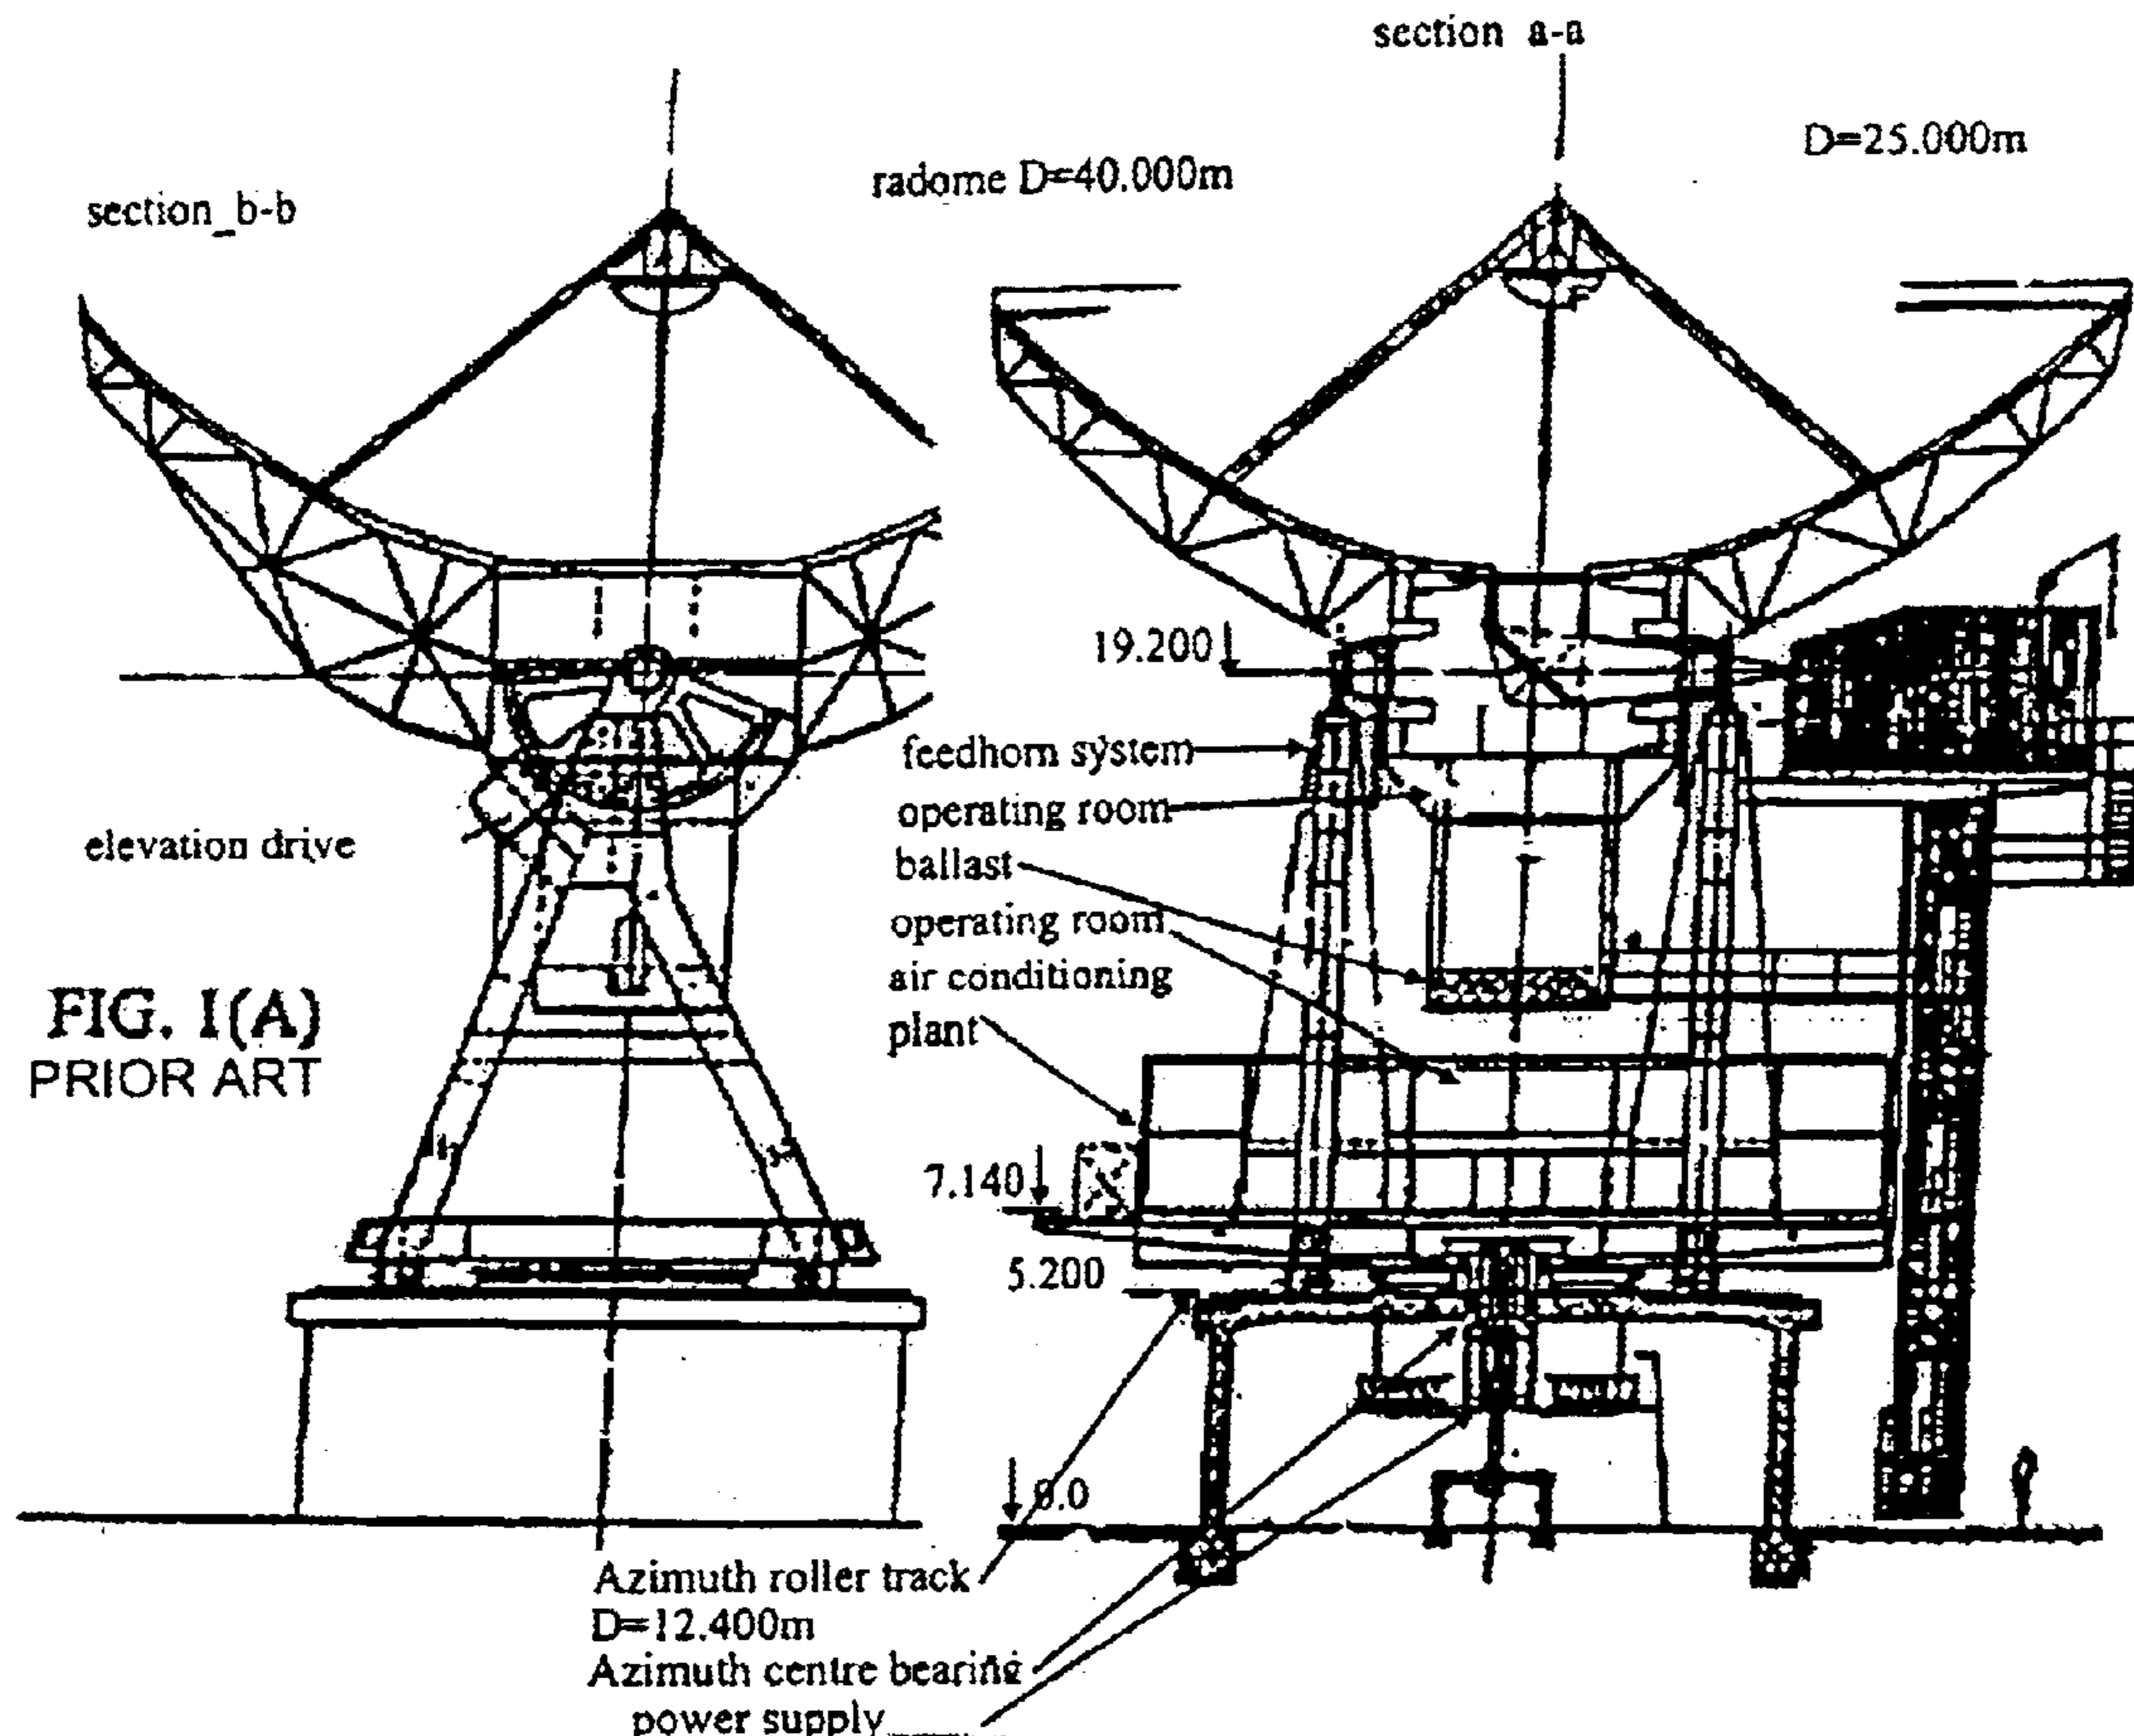 section a-a
D=25.000m
radome D=40.000m
section_b-b
19.200
feedhorn system
operating room
elevation drive
ballast
operating room
air conditioning
plant
FIG. 1(A)
PRIOR ART
7.140
5.200
0.0
Azimuth roller track
D=12.400m
Azimuth centre bearing
power supply